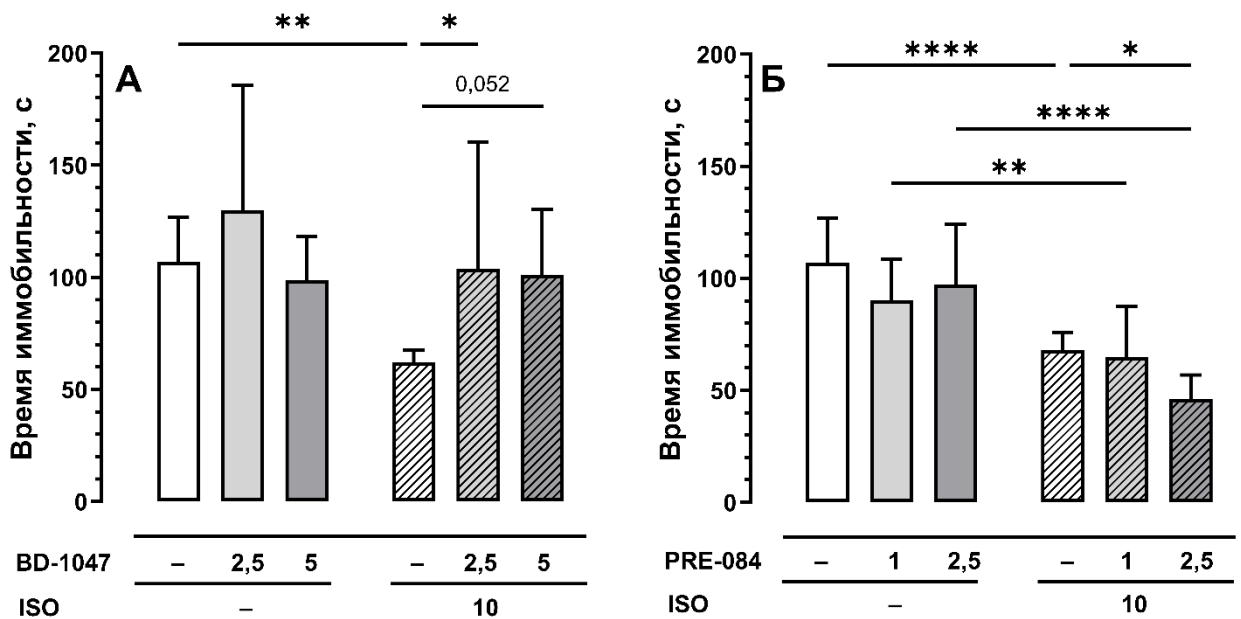 ** *
0,052
А
Время иммобильности, с
200
150
100
50
0
BD-1047 – 2,5 5 – 2,5 5
ISO – 10
**** *
****
**
Б
Время иммобильности, с
200
150
100
50
0
PRE-084 – 1 2,5 – 1 2,5
ISO – 10